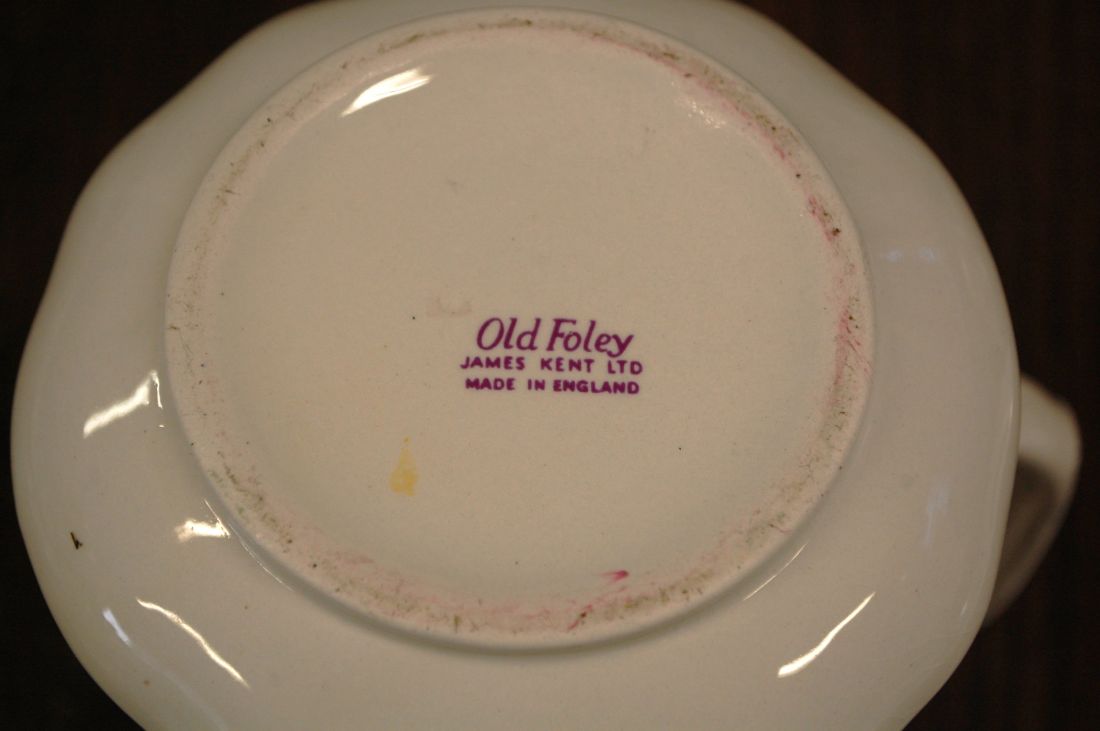 Old Foley
JAMES KENT LTD
MADE IN ENGLAND